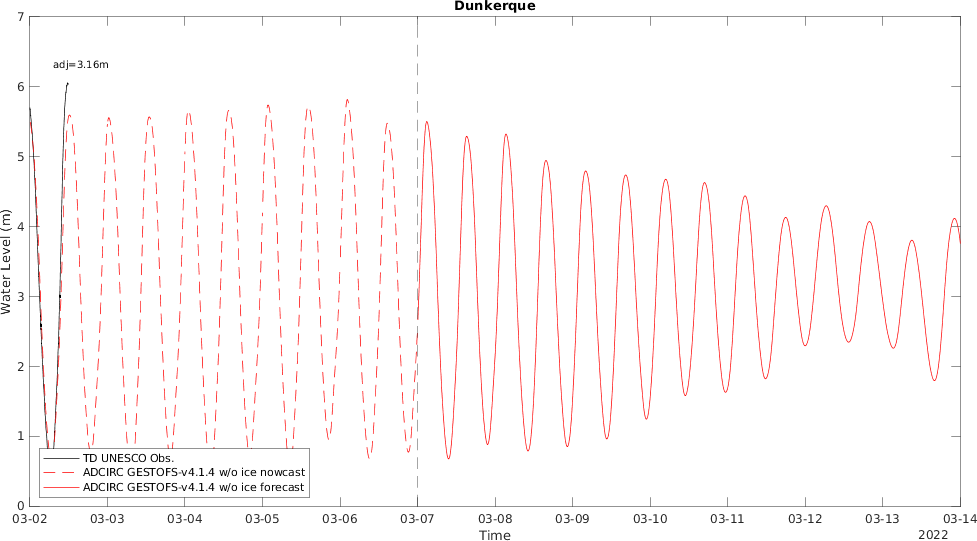 Dunkerque
7
adj=3.16m
6
5
4
3
2
1
0
Water Level (m)
TD UNESCO Obs.
ADCIRC GESTOFS-v4.1.4 w/o ice nowcast
ADCIRC GESTOFS-v4.1.4 w/o ice forecast
03-02 03-03 03-04 03-05 03-06 03-07 03-08 03-09 03-10 03-11 03-12 03-13 03-14
Time
2022